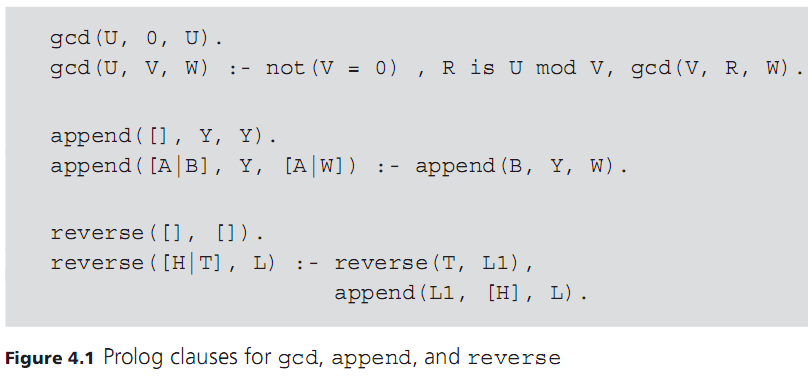 gcd(U, 0, U).
gcd(U, V, W) :- not(V = 0) , R is U mod V, gcd(V, R, W).
append([], Y, Y).
append([A|B], Y, [A|W]) :- append(B, Y, W).
reverse([], []).
reverse([H|T], L) :- reverse(T, L1),
append(L1, [H], L).
Figure 4.1 Prolog clauses for gcd, append, and reverse